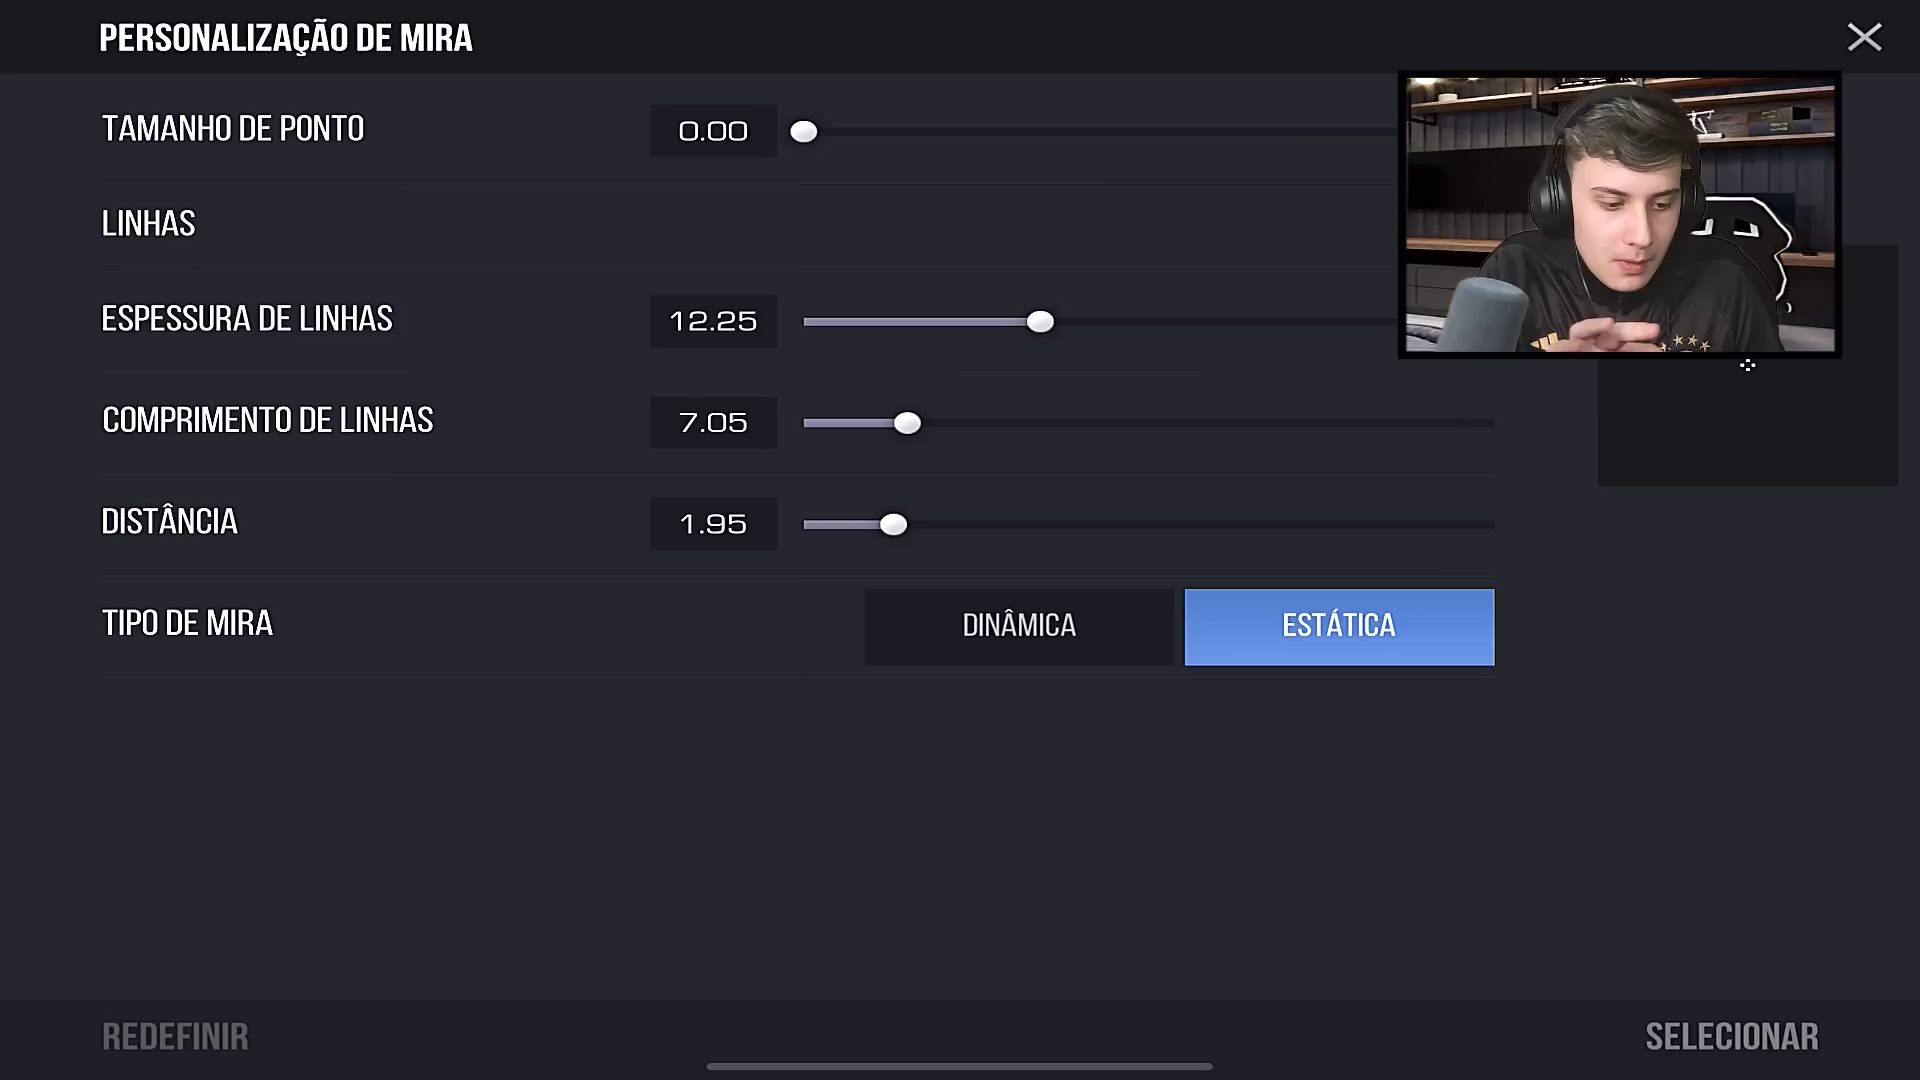 PERSONALIZAÇÃO DE MIRA
TAMANHO DE PONTO 0.00
LINHAS
ESPESSURA DE LINHAS 12.25
COMPRIMENTO DE LINHAS 7.05
DISTÂNCIA 1.95
TIPO DE MIRA DINÂMICA ESTÁTICA
REDEFINIR SELECIONAR